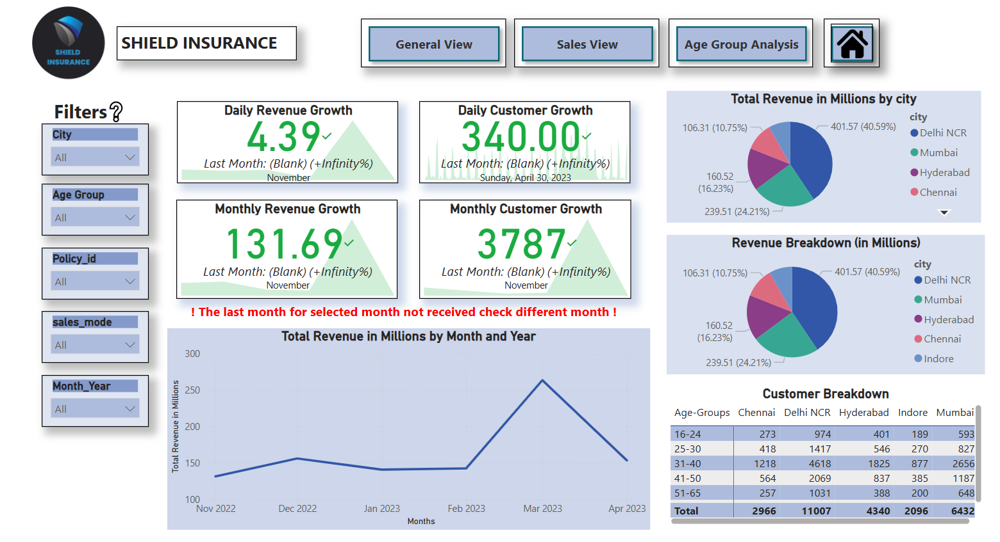 SHIELD
INSURANCE
SHIELD INSURANCE
General View
Sales View
Age Group Analysis
Filters
City
All
Age Group
All
Policy_id
All
sales_mode
All
Month_Year
All
Daily Revenue Growth
4.39
Last Month: (Blank) (+Infinity%)
November
Daily Customer Growth
340.00
Last Month: (Blank) (+Infinity%)
Sunday, April 30, 2023
Monthly Revenue Growth
131.69
Last Month: (Blank) (+Infinity%)
November
Monthly Customer Growth
3787
Last Month: (Blank) (+Infinity%)
November
! The last month for selected month not received check different month !
Total Revenue in Millions by Month and Year
Total Revenue in Millions
300
250
200
150
100
Nov 2022 Dec 2022 Jan 2023 Feb 2023 Mar 2023 Apr 2023
Months
Total Revenue in Millions by city
106.31 (10.75%)
401.57 (40.59%)
160.52
(16.23%)
239.51 (24.21%)
city
Delhi NCR
Mumbai
Hyderabad
Chennai
Revenue Breakdown (in Millions)
106.31 (10.75%)
401.57 (40.59%)
160.52
(16.23%)
239.51 (24.21%)
city
Delhi NCR
Mumbai
Hyderabad
Chennai
Indore
Customer Breakdown
Age-Groups Chennai Delhi NCR Hyderabad Indore Mumbai
16-24 273 974 401 189 593
25-30 418 1417 546 270 827
31-40 1218 4618 1825 877 2656
41-50 564 2069 837 385 1187
51-65 257 1031 388 200 648
Total 2966 11007 4340 2096 6432